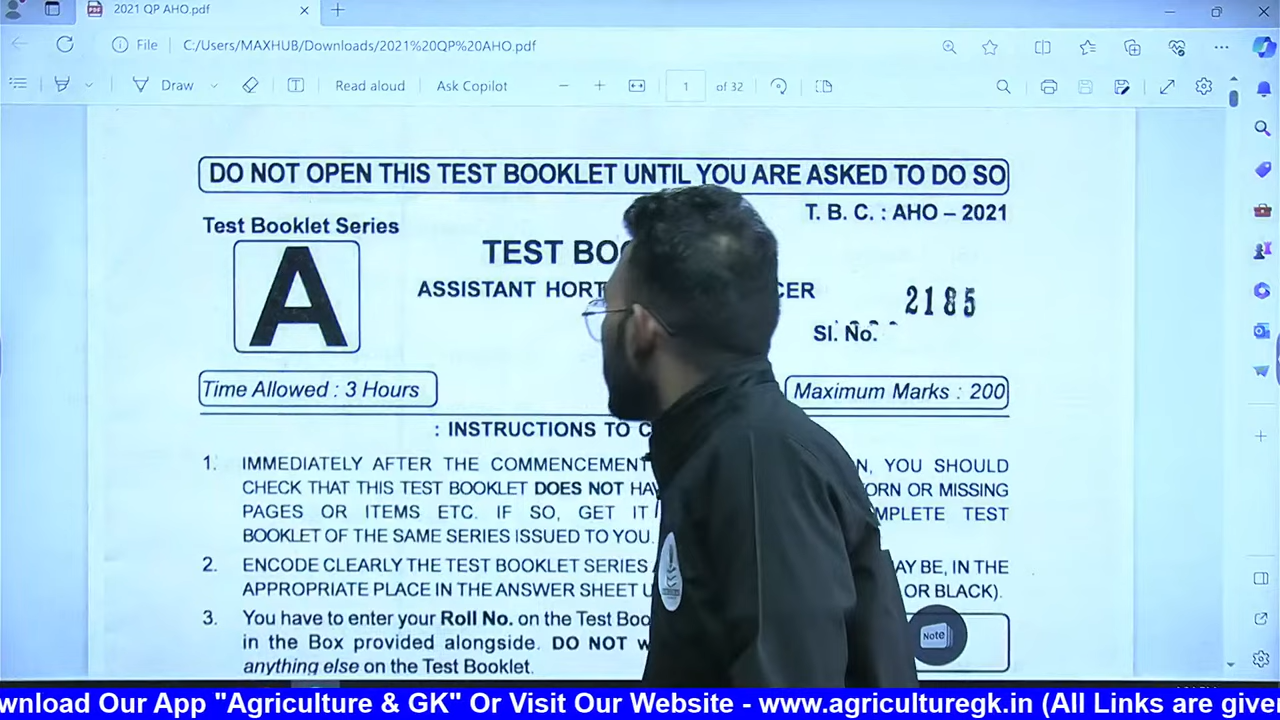 2021 QP AHO.pdf
File C:/Users/MAXHUB/Downloads/2021%20QP%20AHO.pdf
Draw Read aloud Ask Copilot 1 of 32
DO NOT OPEN THIS TEST BOOKLET UNTIL YOU ARE ASKED TO DO SO
T. B. C. : AHO – 2021
Test Booklet Series
A
TEST BOO
ASSISTANT HORT CER
2185
Sl. No.
Time Allowed : 3 Hours
Maximum Marks : 200
: INSTRUCTIONS TO C
1. IMMEDIATELY AFTER THE COMMENCEMENT N, YOU SHOULD
CHECK THAT THIS TEST BOOKLET DOES NOT HAV ORN OR MISSING
PAGES OR ITEMS ETC. IF SO, GET IT MPLETE TEST
BOOKLET OF THE SAME SERIES ISSUED TO YOU.
2. ENCODE CLEARLY THE TEST BOOKLET SERIES AY BE, IN THE
APPROPRIATE PLACE IN THE ANSWER SHEET U OR BLACK).
3. You have to enter your Roll No. on the Test Boo
in the Box provided alongside. DO NOT w
anything else on the Test Booklet.
Note
wnload Our App "Agriculture & GK" Or Visit Our Website - www.agriculturegk.in (All Links are give